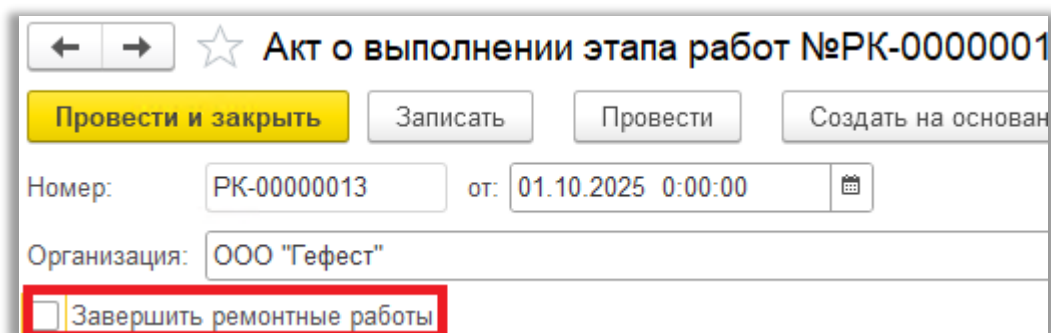 Акт о выполнении этапа работ №РК-0000001
Провести и закрыть Записать Провести Создать на основан
Номер: РК-00000013 от: 01.10.2025 0:00:00
Организация: ООО "Гефест"
Завершить ремонтные работы